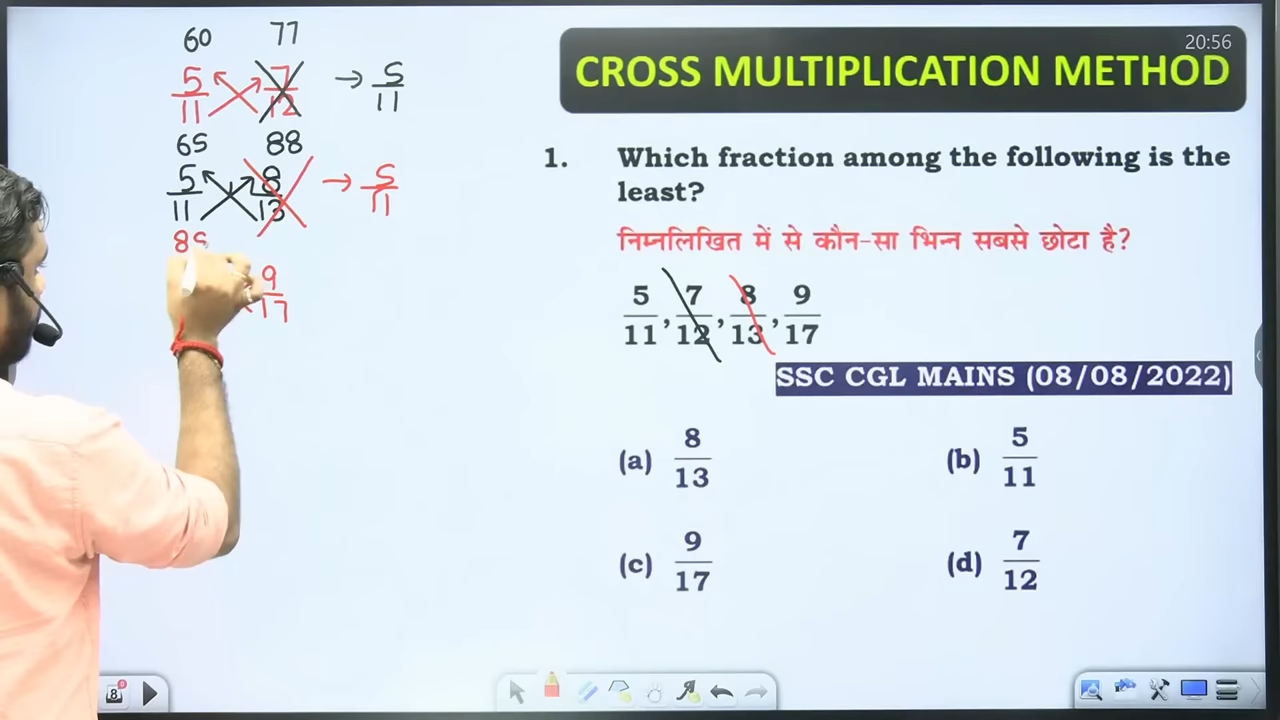 60 77
5/11 7/12 → 5/11
65 88
5/11 8/13 → 5/11
9/17
20:56
CROSS MULTIPLICATION METHOD
1. Which fraction among the following is the
least?
निम्नलिखित में से कौन-सा भिन्न सबसे छोटा है?
5/11, 7/12, 8/13, 9/17
SSC CGL MAINS (08/08/2022)
(a) 8/13 (b) 5/11
(c) 9/17 (d) 7/12
8